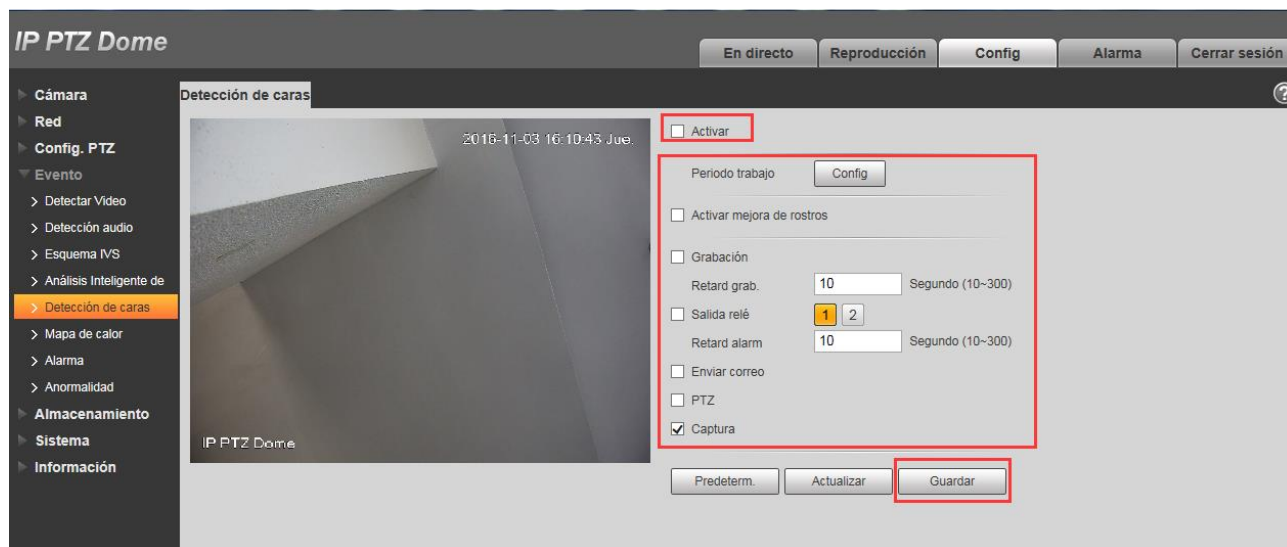 IP PTZ Dome
En directo
Reproducción
Config
Alarma
Cerrar sesión
Cámara
Red
Config. PTZ
Evento
> Detectar Video
> Detección audio
> Esquema IVS
> Análisis Inteligente de
> Detección de caras
> Mapa de calor
> Alarma
> Anormalidad
Almacenamiento
Sistema
Información
Detección de caras
?
2016-11-03 16:10:43 Jue.
IP PTZ Dome
Activar
Periodo trabajo Config
Activar mejora de rostros
Grabación
Retard grab. 10 Segundo (10~300)
Salida relé 1 2
Retard alarm 10 Segundo (10~300)
Enviar correo
PTZ
Captura
Predeterm. Actualizar Guardar